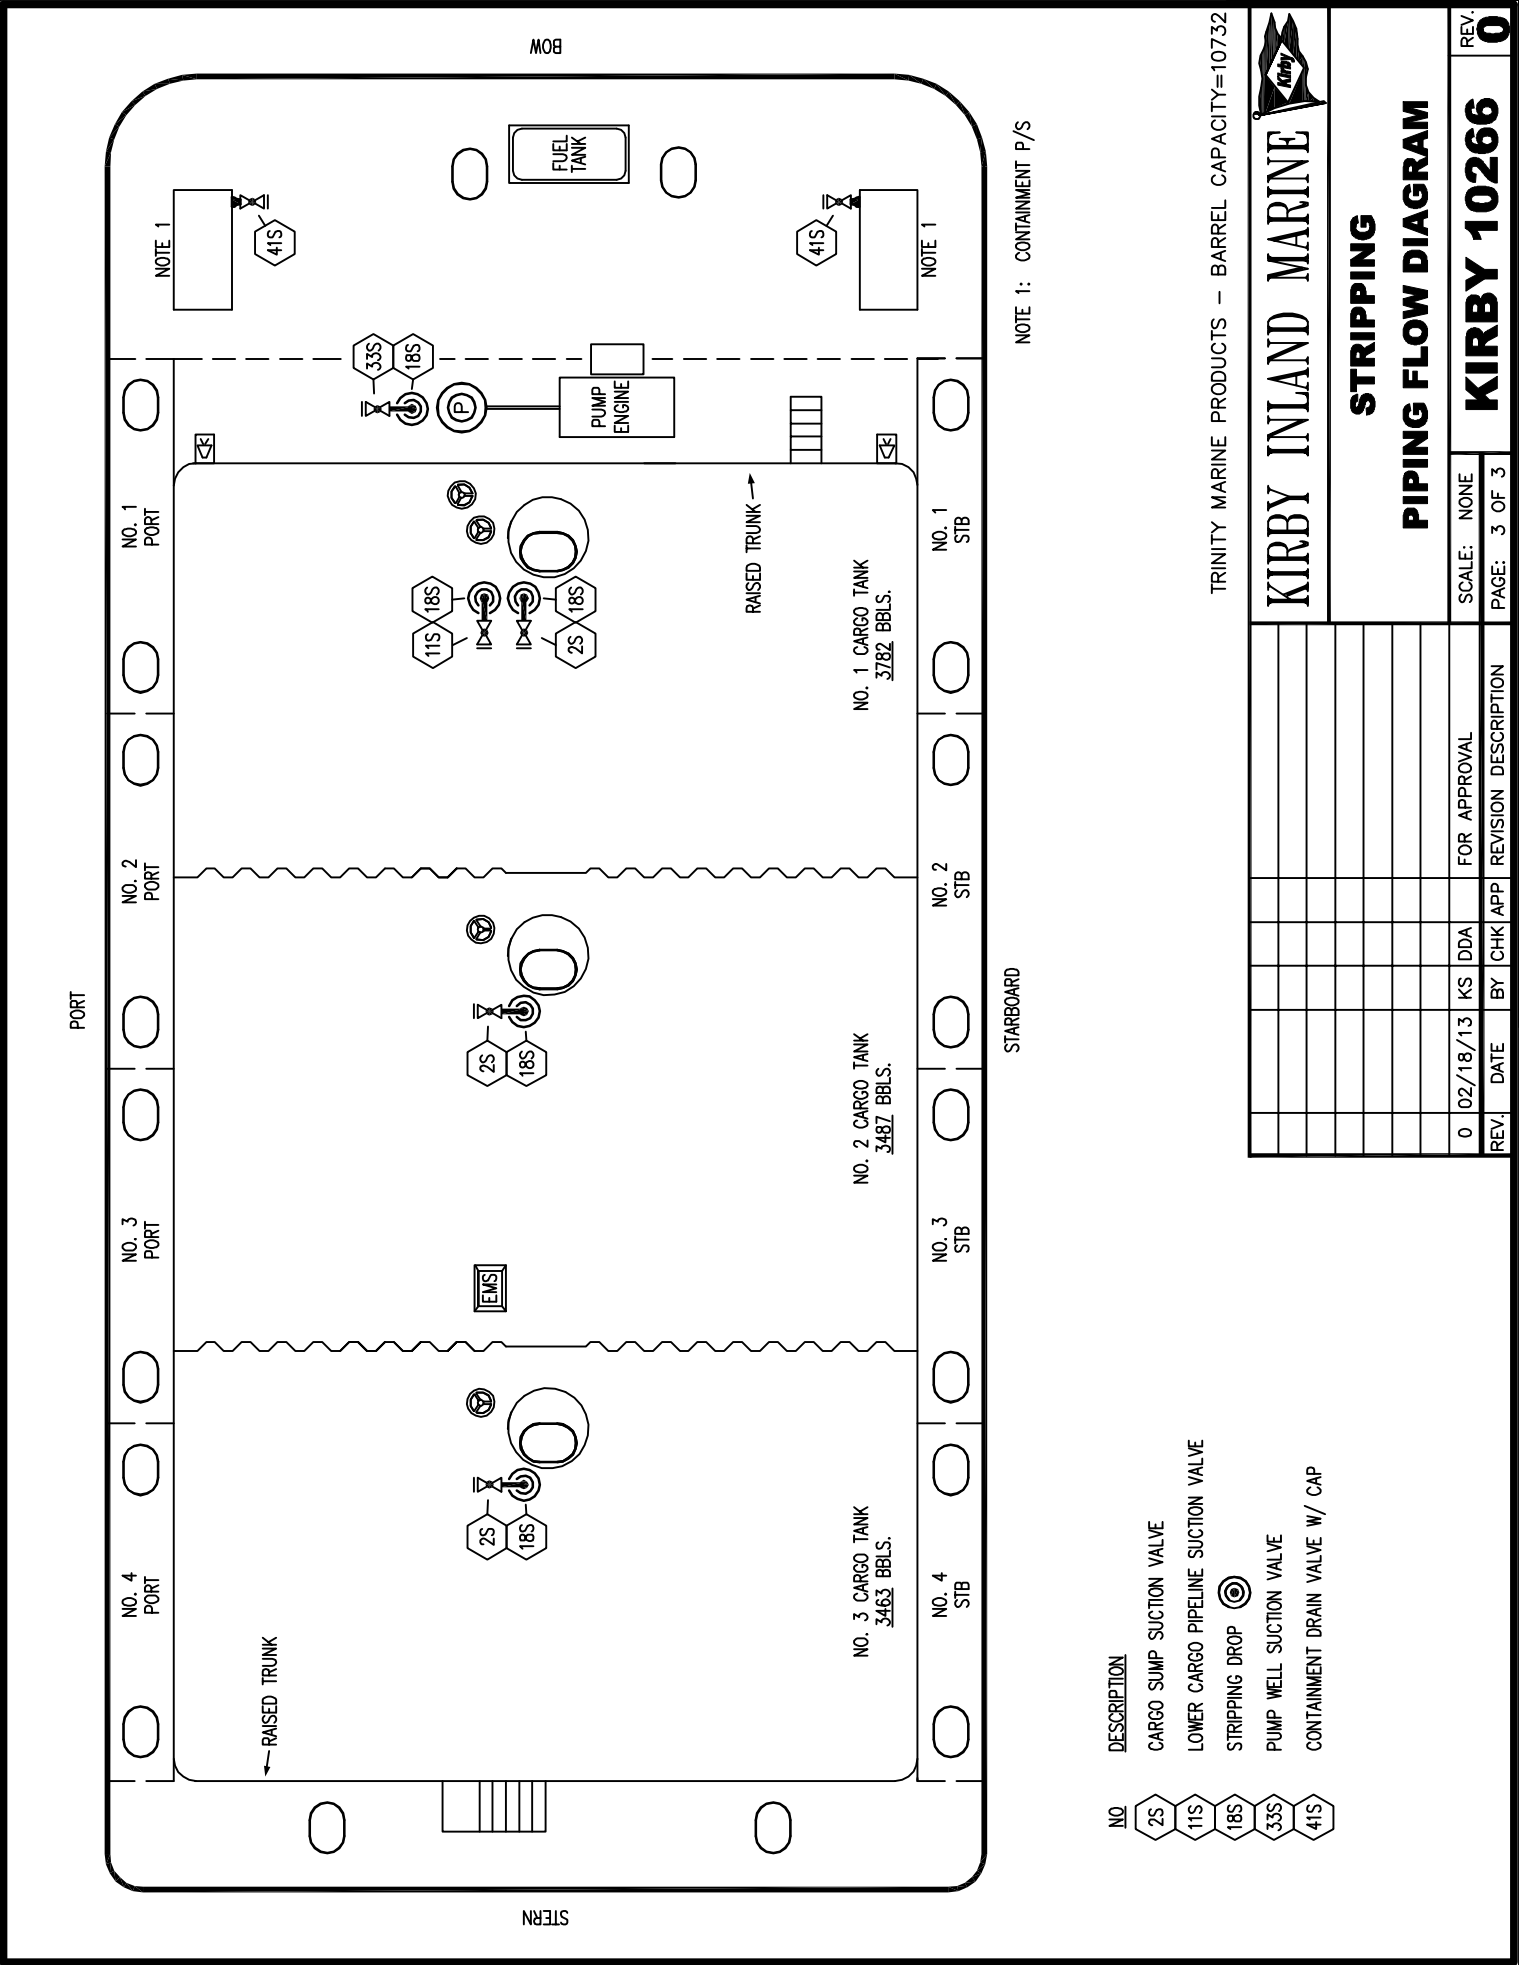 PORT
STERN
BOW
NO. 4
PORT
NO. 3
PORT
NO. 2
PORT
NO. 1
PORT
NOTE 1
RAISED TRUNK
41S
33S
18S
11S
18S
P
2S
18S
EMS
2S
18S
2S
18S
FUEL
TANK
PUMP
ENGINE
RAISED TRUNK
41S
NO. 3 CARGO TANK
3463 BBLS.
NO. 2 CARGO TANK
3487 BBLS.
NO. 1 CARGO TANK
3782 BBLS.
NOTE 1
NO. 4
STB
NO. 3
STB
NO. 2
STB
NO. 1
STB
STARBOARD
NOTE 1: CONTAINMENT P/S
NO DESCRIPTION
2S CARGO SUMP SUCTION VALVE
11S LOWER CARGO PIPELINE SUCTION VALVE
18S STRIPPING DROP
33S PUMP WELL SUCTION VALVE
41S CONTAINMENT DRAIN VALVE W/ CAP
TRINITY MARINE PRODUCTS - BARREL CAPACITY=10732
KIRBY INLAND MARINE
Kirby
STRIPPING
PIPING FLOW DIAGRAM
0 02/18/13 KS DDA FOR APPROVAL
REV. DATE BY CHK APP REVISION DESCRIPTION
SCALE: NONE
PAGE: 3 OF 3
KIRBY 10266
REV.
0